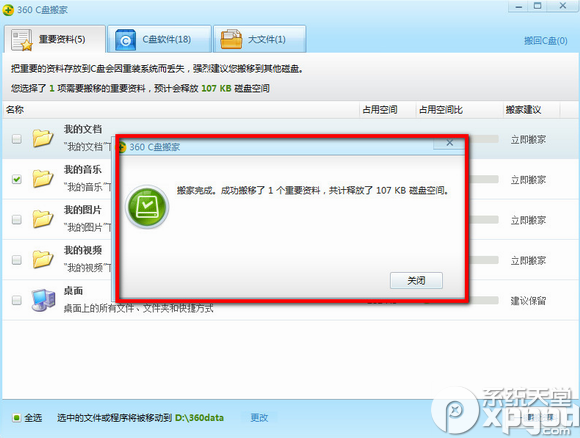 360 C盘搬家
重要资料(5) C盘软件(18) 大文件(1) 搬回C盘(0)
把重要的资料存放到C盘会因重装系统而丢失，强烈建议您搬移到其他磁盘。
您选择了 1 项需要搬移的重要资料，预计会释放 107 KB 磁盘空间
名称 占用空间 占用空间比 搬家建议
我的文档
"我的文档"下 立即搬家
360 C盘搬家
我的音乐
"我的音乐"下 立即搬家
搬家完成。成功搬移了 1 个重要资料，共计释放了 107 KB 磁盘空间。
我的图片
"我的图片"下 立即搬家
我的视频
"我的视频"下 立即搬家
关闭
桌面
桌面上的所有文件、文件夹和快捷方式 建议保留
全选 选中的文件或程序将被移动到 D:\360data 更改
系统天堂
xpgod